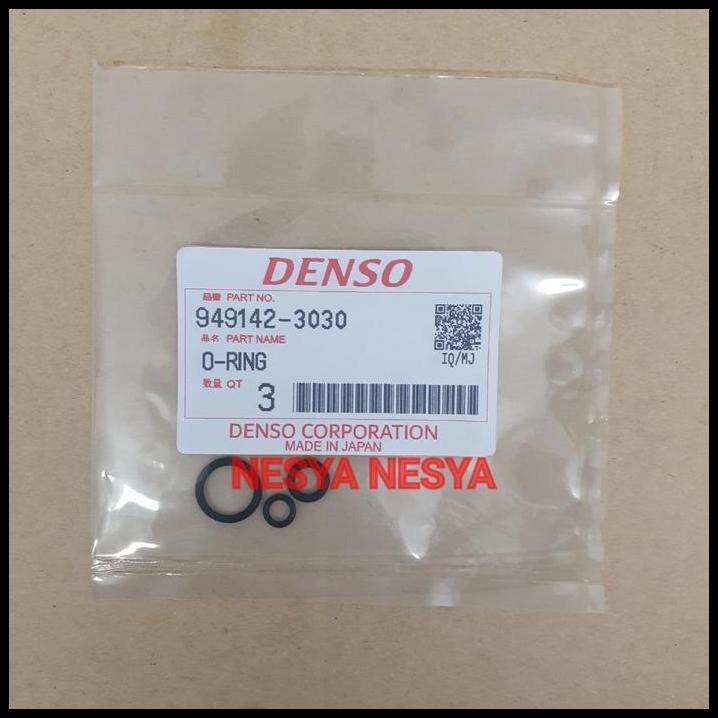 DENSO
品番 PART NO.
949142-3030
品名 PART NAME
O-RING
IQ/MJ
数量 QT
3
DENSO CORPORATION
MADE IN JAPAN
NESYA NESYA